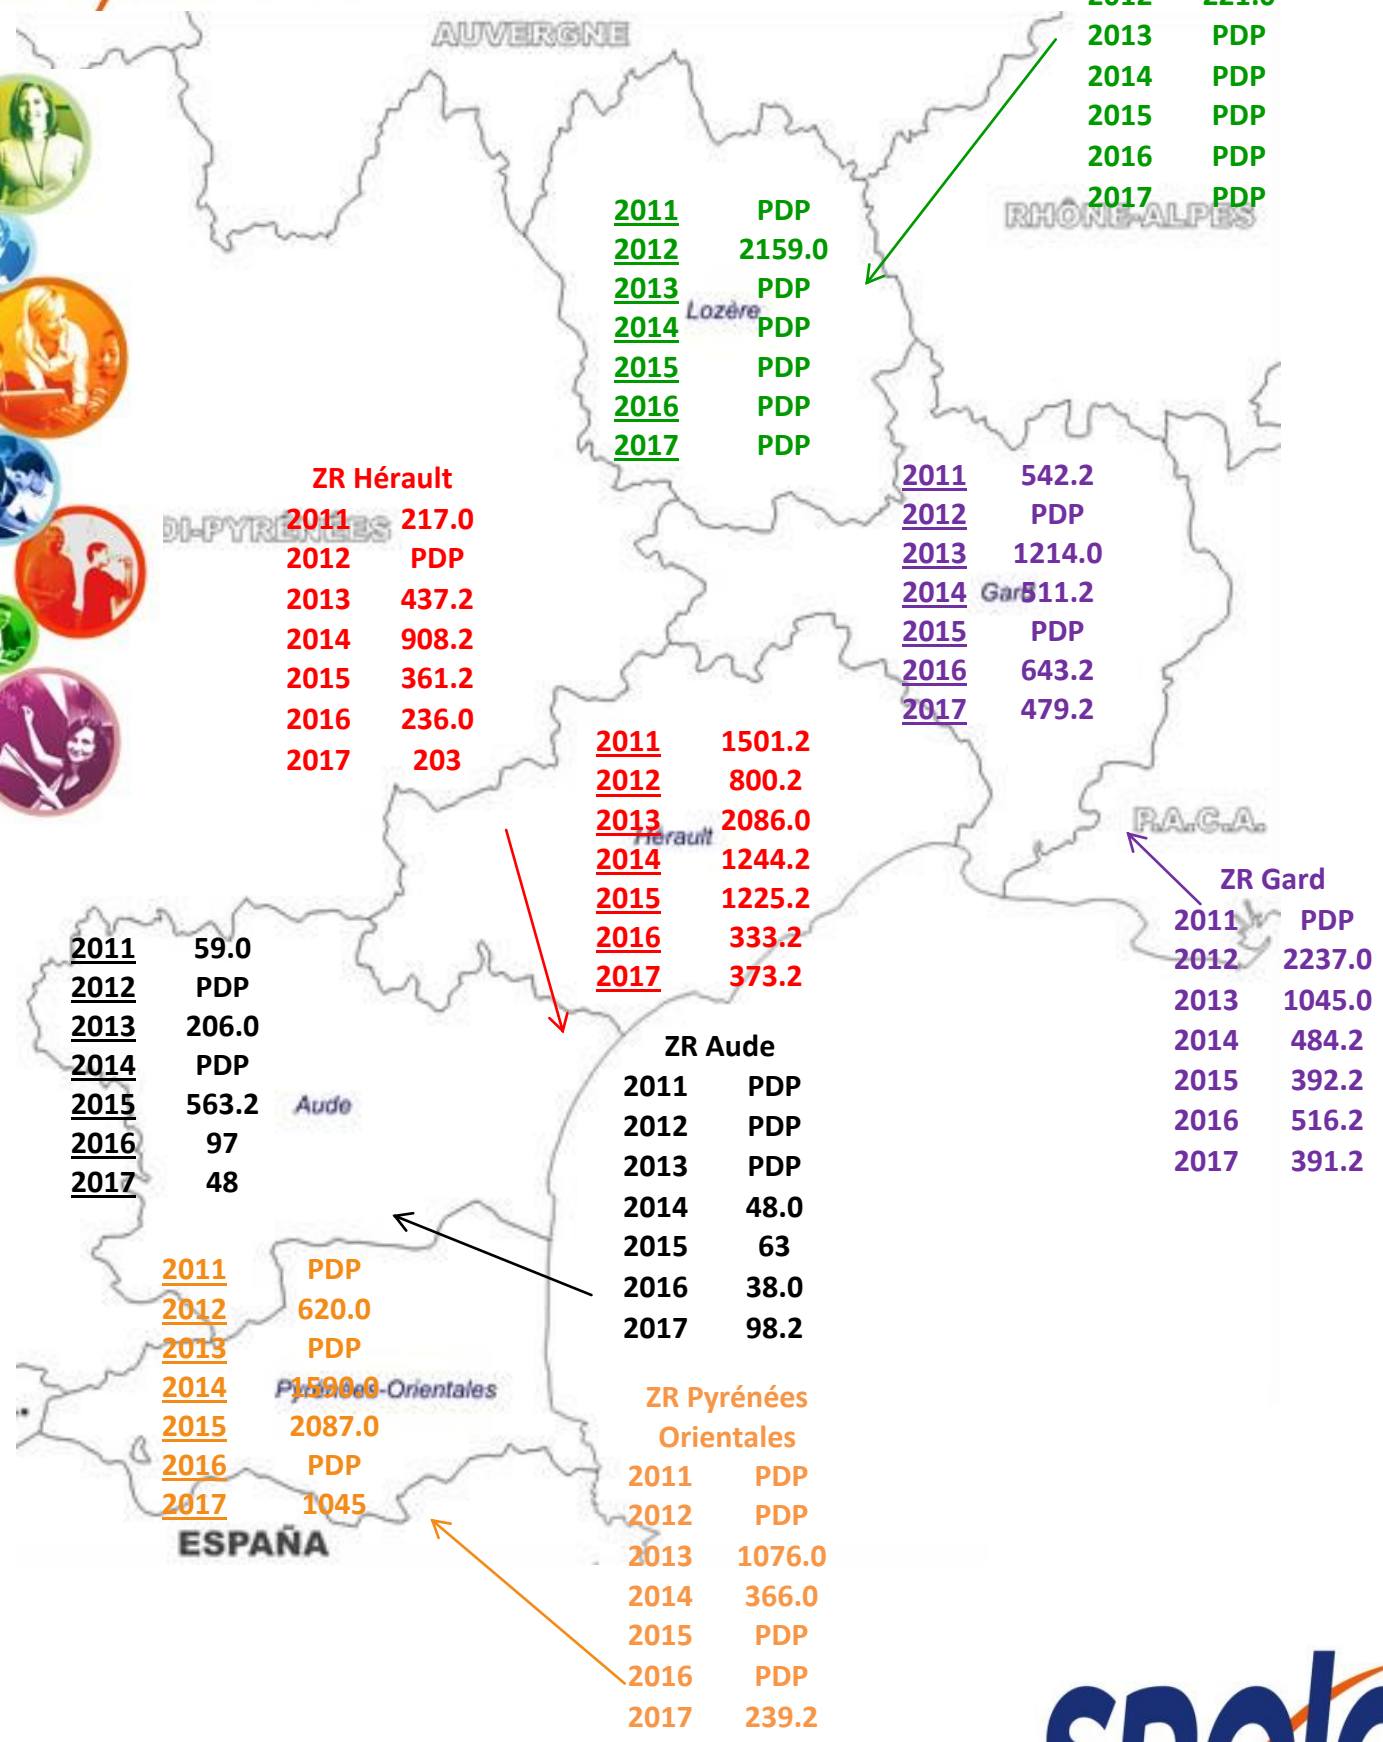 AUVERGNE
2012 221.0
2013 PDP
2014 PDP
2015 PDP
2016 PDP
2017 PDP
RHÔNE-ALPES
2011 PDP
2012 2159.0
2013 PDP
Lozère
2014 PDP
2015 PDP
2016 PDP
2017 PDP
ZR Hérault
2011 217.0
DI-PYRÉNÉES
2012 PDP
2013 437.2
2014 908.2
2015 361.2
2016 236.0
2017 203
2011 542.2
2012 PDP
2013 1214.0
2014 Gard 511.2
2015 PDP
2016 643.2
2017 479.2
2011 1501.2
2012 800.2
2013 2086.0
Hérault
2014 1244.2
2015 1225.2
2016 333.2
2017 373.2
P.A.C.A.
ZR Gard
2011 PDP
2012 2237.0
2013 1045.0
2014 484.2
2015 392.2
2016 516.2
2017 391.2
2011 59.0
2012 PDP
2013 206.0
2014 PDP
2015 563.2
Aude
2016 97
2017 48
ZR Aude
2011 PDP
2012 PDP
2013 PDP
2014 48.0
2015 63
2016 38.0
2017 98.2
2011 PDP
2012 620.0
2013 PDP
2014 1590.0
Pyrénées-Orientales
2015 2087.0
2016 PDP
2017 1045
ESPAÑA
ZR Pyrénées
Orientales
2011 PDP
2012 PDP
2013 1076.0
2014 366.0
2015 PDP
2016 PDP
2017 239.2